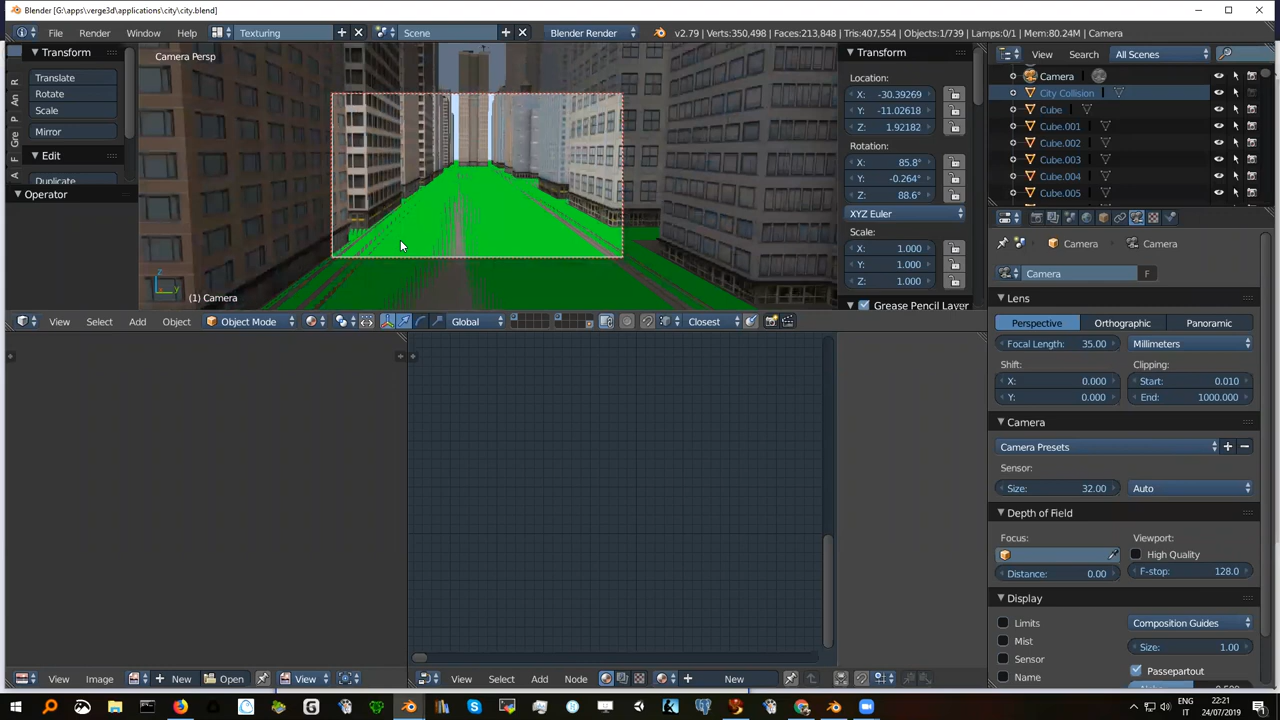 Blender [G:\apps\verge3d\applications\city\city.blend]
File Render Window Help Texturing Scene Blender Render v2.79 | Verts:350,498 | Faces:213,848 | Tris:407,554 | Objects:1/739 | Lamps:0/1 | Mem:80.24M | Camera
Transform
Translate
Rotate
Scale
Mirror
Edit
Duplicate
Operator
R
An
P
Gre
F
A
Camera Persp
(1) Camera
Transform
Location:
X: -30.39269
Y: -11.02618
Z: 1.92182
Rotation:
X: 85.8°
Y: -0.264°
Z: 88.6°
XYZ Euler
Scale:
X: 1.000
Y: 1.000
Z: 1.000
Grease Pencil Layer
View Search All Scenes
Camera
City Collision
Cube
Cube.001
Cube.002
Cube.003
Cube.004
Cube.005
Camera Camera
Camera F
Lens
Perspective Orthographic Panoramic
Focal Length: 35.00 Millimeters
Shift: Clipping:
X: 0.000 Start: 0.010
Y: 0.000 End: 1000.000
Camera
Camera Presets
Sensor:
Size: 32.00 Auto
Depth of Field
Focus: Viewport:
High Quality
Distance: 0.00 F-stop: 128.0
Display
Limits Composition Guides
Mist Size: 1.00
Sensor Passepartout
Name
View Select Add Object Object Mode Global Closest
View Image New Open View
View Select Add Node New
ENG
IT
22:21
24/07/2019